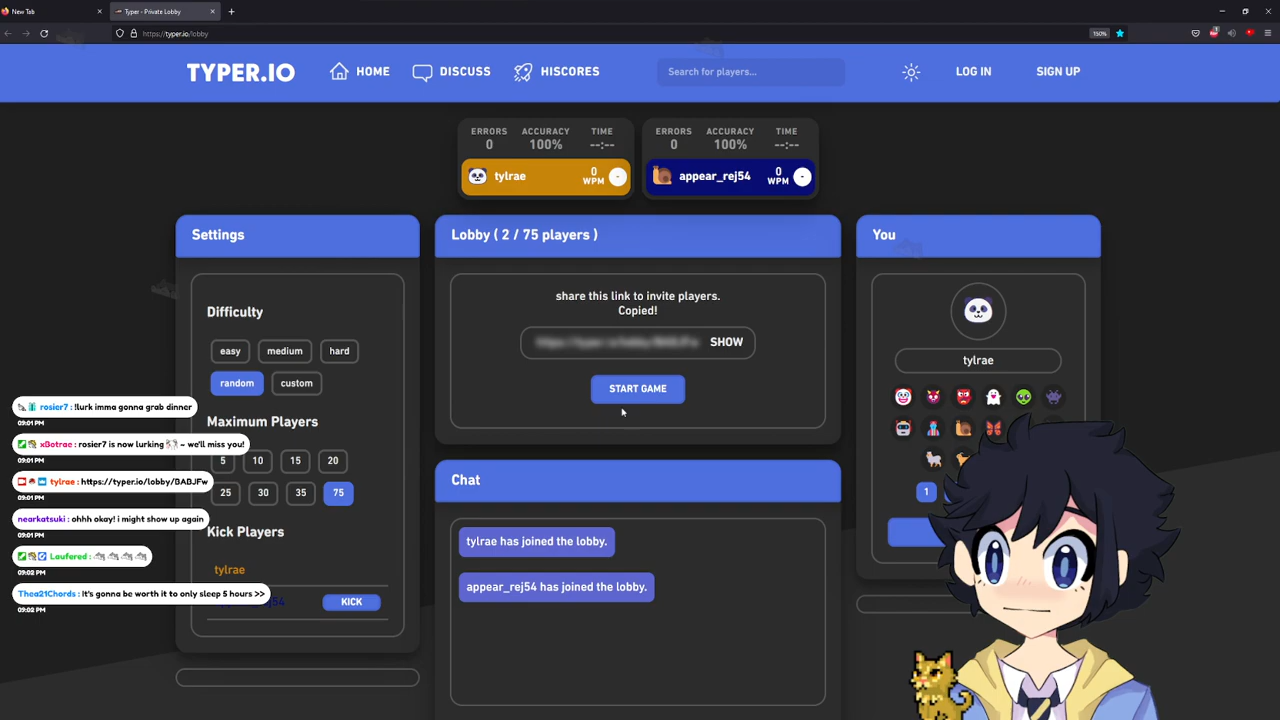 New Tab
Typer - Private Lobby
https://typer.io/lobby
150%
TYPER.IO
HOME
DISCUSS
HISCORES
Search for players...
LOG IN
SIGN UP
ERRORS ACCURACY TIME
0 100% --:--
tylrae 0 WPM -
ERRORS ACCURACY TIME
0 100% --:--
appear_rej54 0 WPM -
Settings
Difficulty
easy medium hard
random custom
Maximum Players
5 10 15 20
25 30 35 75
Kick Players
tylrae
KICK
Lobby ( 2 / 75 players )
share this link to invite players.
Copied!
SHOW
START GAME
Chat
tylrae has joined the lobby.
appear_rej54 has joined the lobby.
You
tylrae
1
rosier7 : !lurk imma gonna grab dinner
09:01 PM
xBotrae : rosier7 is now lurking ~ we'll miss you!
09:01 PM
tylrae : https://typer.io/lobby/BABJFw
09:01 PM
nearkatsuki : ohhh okay! i might show up again
09:01 PM
Laufered :
09:02 PM
Thea21Chords : It's gonna be worth it to only sleep 5 hours >>
09:02 PM